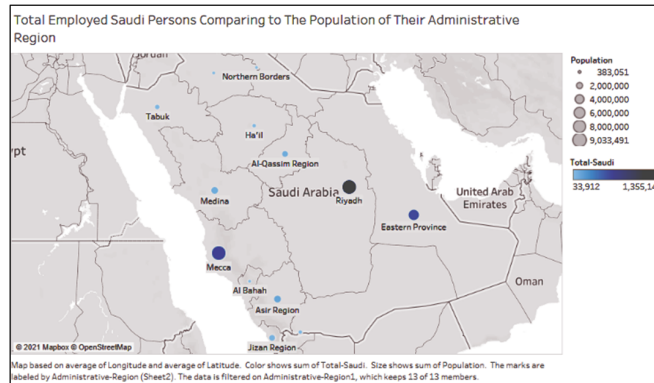 Total Employed Saudi Persons Comparing to The Population of Their Administrative
Region
Jordan
Northern Borders
Tabuk
Ha'il
Al-Qassim Region
ypt
Medina
Saudi Arabia
Riyadh
United Arab
Emirates
Eastern Province
Mecca
Al Bahah
Asir Region
Oman
Jizan Region
© 2021 Mapbox © OpenStreetMap
Population
383,051
2,000,000
4,000,000
6,000,000
8,000,000
9,033,491
Total-Saudi
33,912 1,355,14
Map based on average of Longitude and average of Latitude. Color shows sum of Total-Saudi. Size shows sum of Population. The marks are
labeled by Administrative-Region (Sheet2). The data is filtered on Administrative-Region1, which keeps 13 of 13 members.